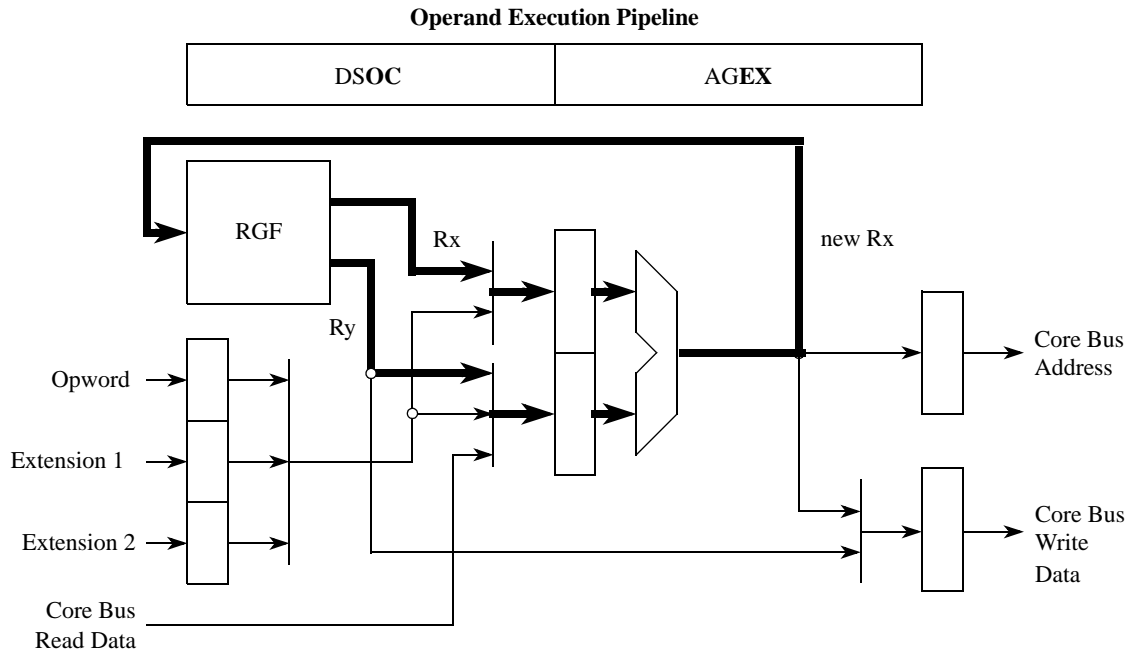 Operand Execution Pipeline
DSOC
AGEX
RGF
Rx
new Rx
Ry
Core Bus
Address
Opword
Extension 1
Extension 2
Core Bus
Write
Data
Core Bus
Read Data